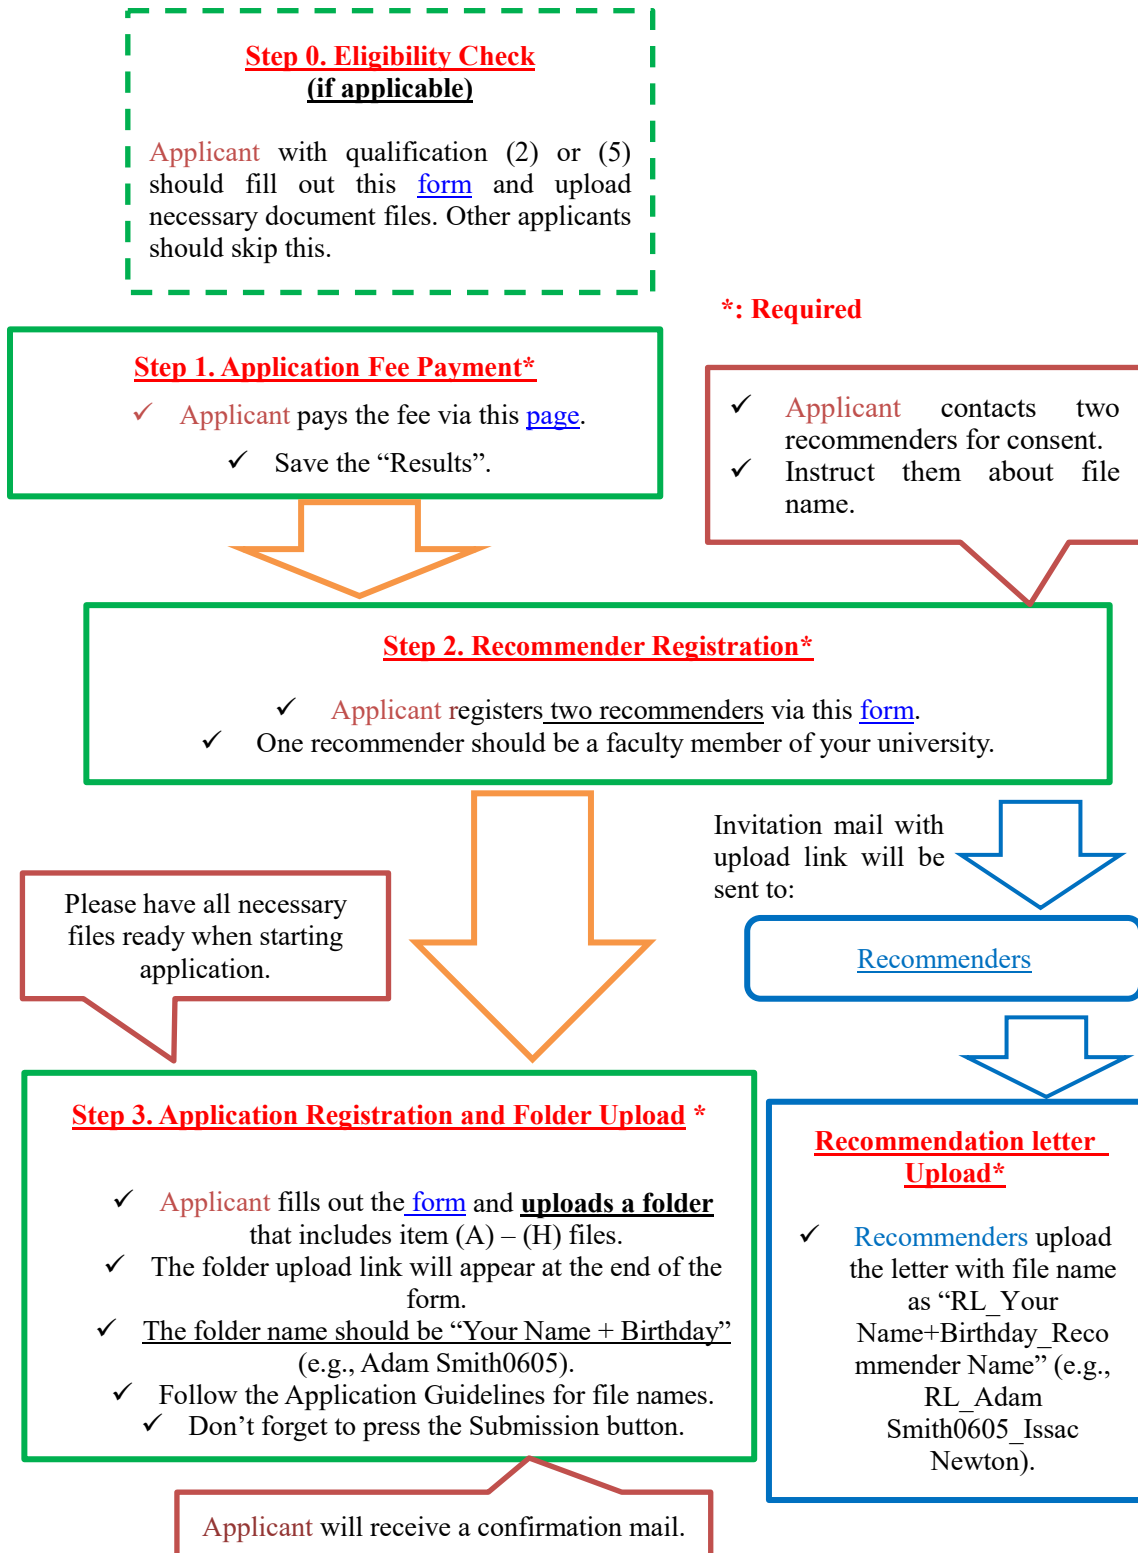 Step 0. Eligibility Check
(if applicable)
Applicant with qualification (2) or (5)
should fill out this form and upload
necessary document files. Other applicants
should skip this.
*: Required
Step 1. Application Fee Payment*
✓ Applicant pays the fee via this page.
✓ Save the “Results”.
✓ Applicant contacts two
recommenders for consent.
✓ Instruct them about file
name.
Step 2. Recommender Registration*
✓ Applicant registers two recommenders via this form.
✓ One recommender should be a faculty member of your university.
Invitation mail with
upload link will be
sent to:
Recommenders
Please have all necessary
files ready when starting
application.
Step 3. Application Registration and Folder Upload *
✓ Applicant fills out the form and uploads a folder
that includes item (A) – (H) files.
✓ The folder upload link will appear at the end of the
form.
✓ The folder name should be “Your Name + Birthday”
(e.g., Adam Smith0605).
✓ Follow the Application Guidelines for file names.
✓ Don’t forget to press the Submission button.
Recommendation letter
Upload*
✓ Recommenders upload
the letter with file name
as “RL_Your
Name+Birthday_Reco
mmender Name” (e.g.,
RL_Adam
Smith0605_Issac
Newton).
Applicant will receive a confirmation mail.